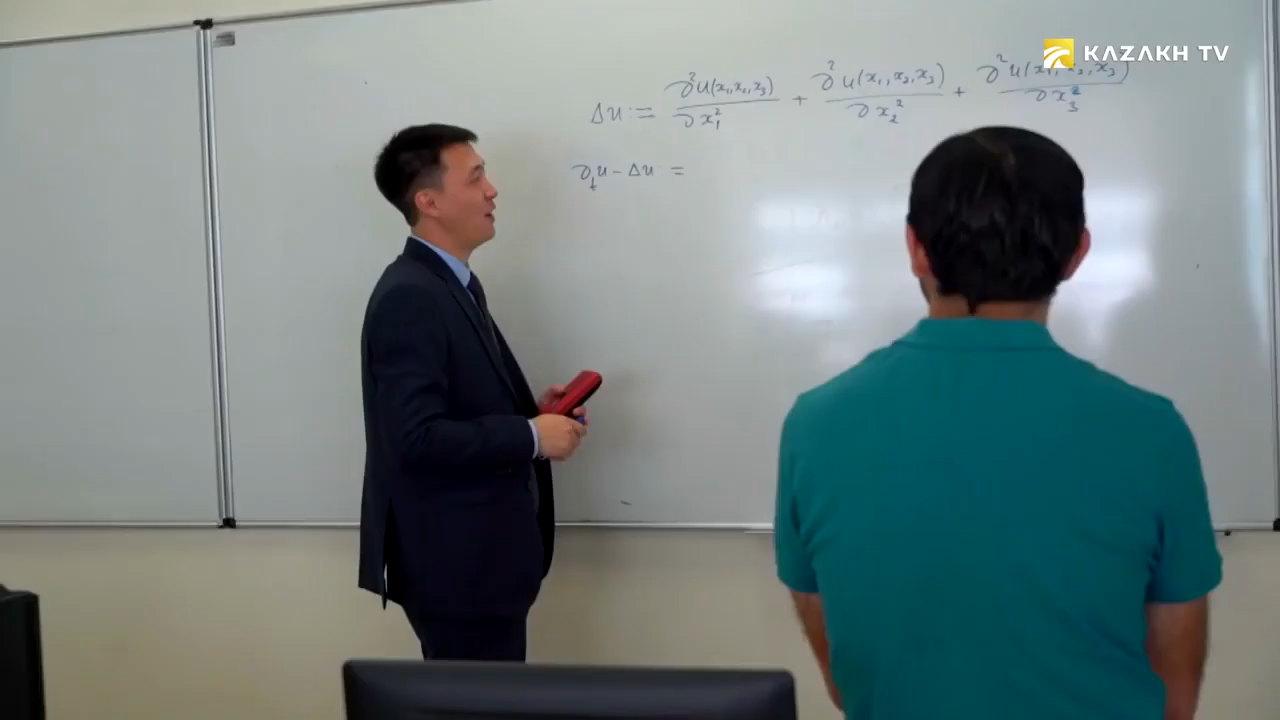 KAZAKH TV
Δu := ∂²u(x₁,x₂,x₃)/∂x₁² + ∂²u(x₁,x₂,x₃)/∂x₂² + ∂²u(x₁,x₂,x₃)/∂x₃²
∂ₜu - Δu =